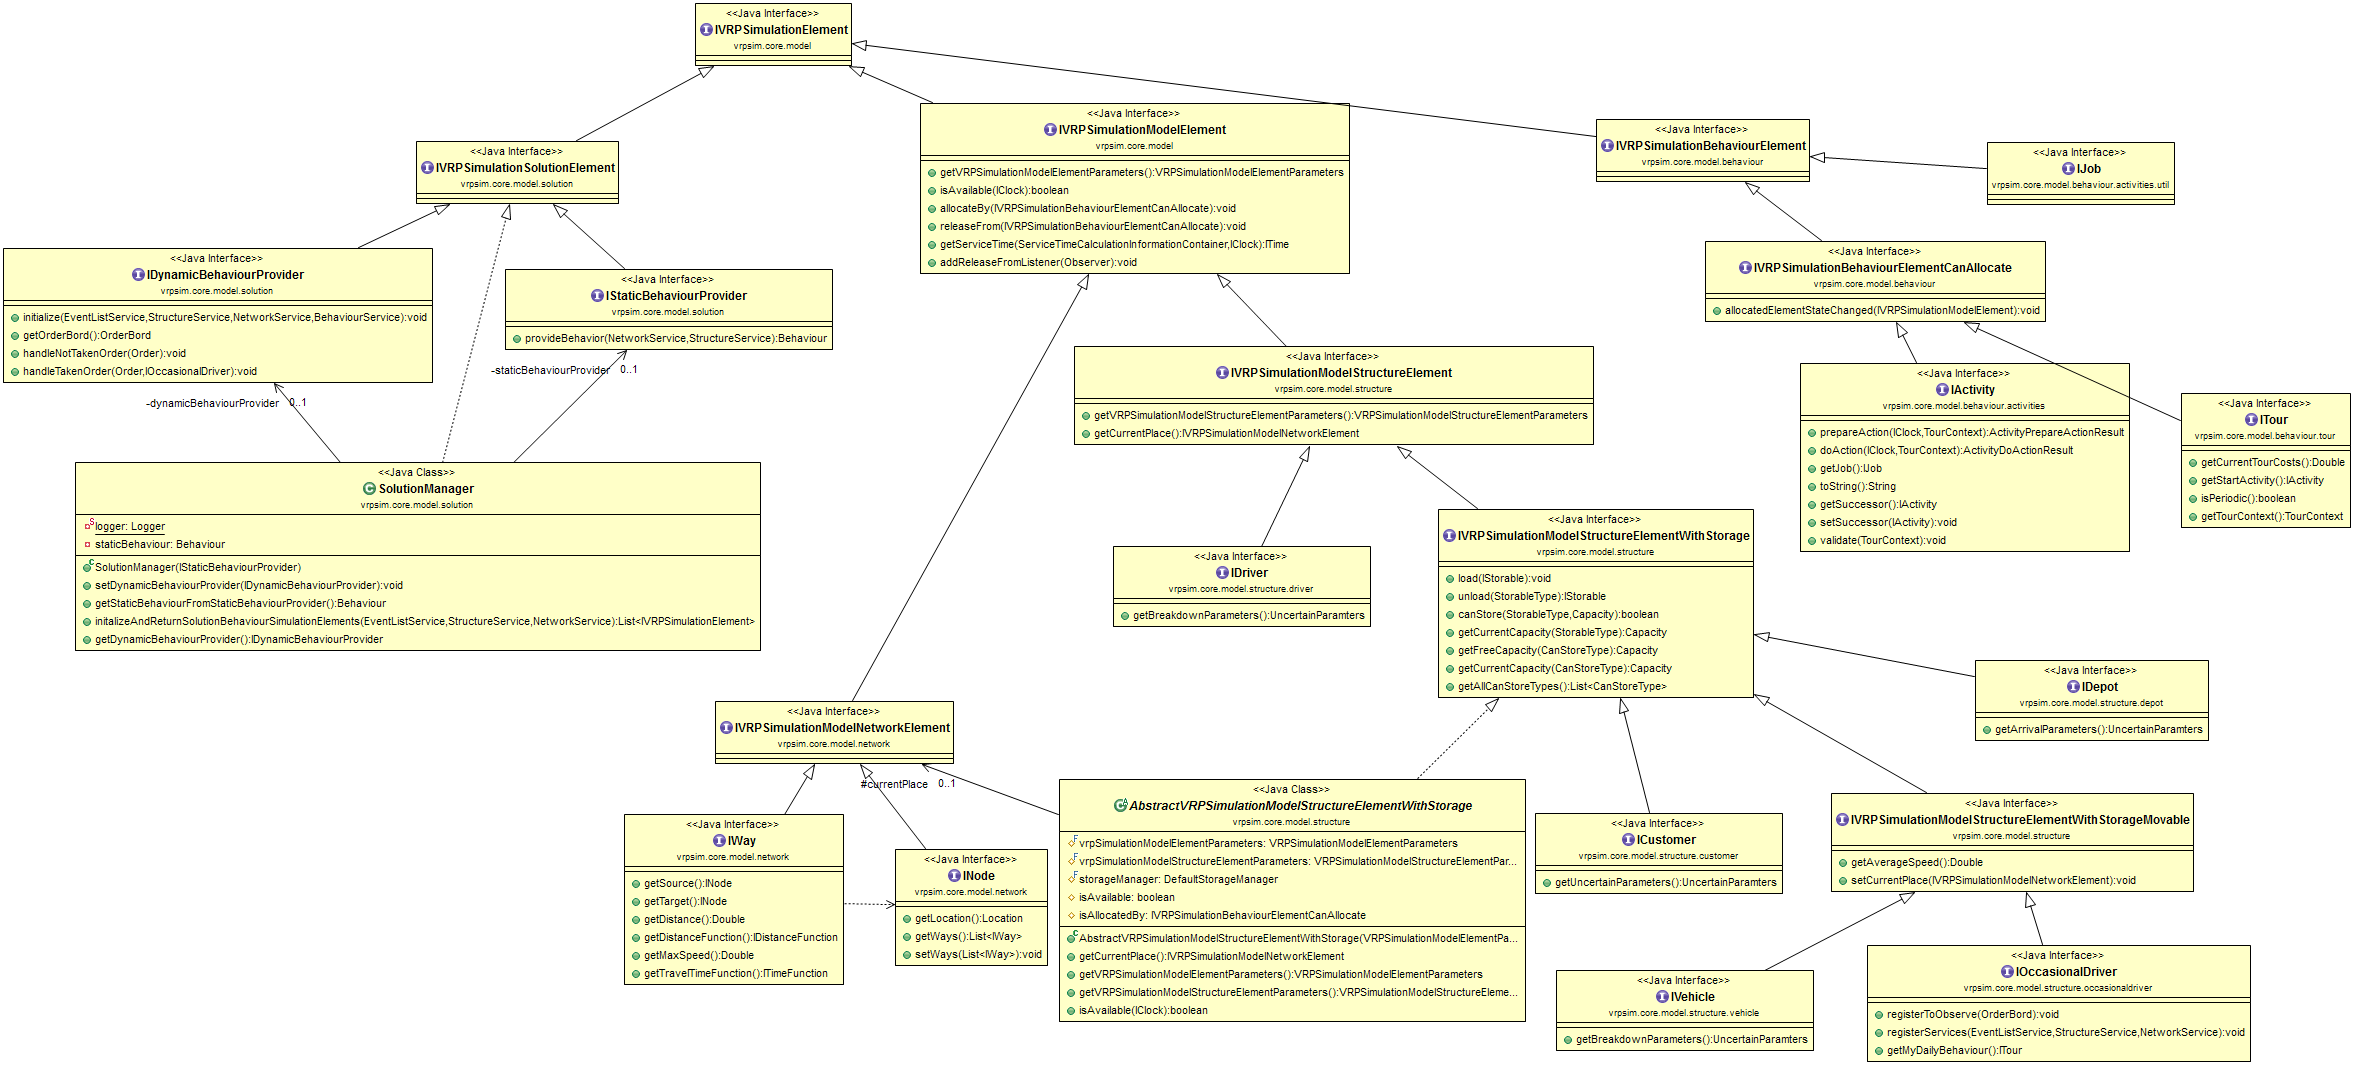 <<Java Interface>>
IVRPSimulationElement
vrpsim.core.model
<<Java Interface>>
IVRPSimulationSolutionElement
vrpsim.core.model.solution
<<Java Interface>>
IVRPSimulationModelElement
vrpsim.core.model
getVRPSimulationModelElementParameters():VRPSimulationModelElementParameters
isAvailable(IClock):boolean
allocateBy(IVRPSimulationBehaviourElementCanAllocate):void
releaseFrom(IVRPSimulationBehaviourElementCanAllocate):void
getServiceTime(ServiceTimeCalculationInformationContainer,IClock):ITime
addReleaseFromListener(Observer):void
<<Java Interface>>
IVRPSimulationBehaviourElement
vrpsim.core.model.behaviour
<<Java Interface>>
IJob
vrpsim.core.model.behaviour.activities.util
<<Java Interface>>
IDynamicBehaviourProvider
vrpsim.core.model.solution
initialize(EventListService,StructureService,NetworkService,BehaviourService):void
getOrderBord():OrderBord
handleNotTakenOrder(Order):void
handleTakenOrder(Order,IOccasionalDriver):void
<<Java Interface>>
IStaticBehaviourProvider
vrpsim.core.model.solution
provideBehavior(NetworkService,StructureService):Behaviour
-staticBehaviourProvider 0..1
-dynamicBehaviourProvider 0..1
<<Java Interface>>
IVRPSimulationBehaviourElementCanAllocate
vrpsim.core.model.behaviour
allocatedElementStateChanged(IVRPSimulationModelElement):void
<<Java Interface>>
IVRPSimulationModelStructureElement
vrpsim.core.model.structure
getVRPSimulationModelStructureElementParameters():VRPSimulationModelStructureElementParameters
getCurrentPlace():IVRPSimulationModelNetworkElement
<<Java Interface>>
IActivity
vrpsim.core.model.behaviour.activities
prepareAction(IClock,TourContext):ActivityPrepareActionResult
doAction(IClock,TourContext):ActivityDoActionResult
getJob():IJob
toString():String
getSuccessor():IActivity
setSuccessor(IActivity):void
validate(TourContext):void
<<Java Interface>>
ITour
vrpsim.core.model.behaviour.tour
getCurrentTourCosts():Double
getStartActivity():IActivity
isPeriodic():boolean
getTourContext():TourContext
<<Java Class>>
SolutionManager
vrpsim.core.model.solution
logger: Logger
staticBehaviour: Behaviour
SolutionManager(IStaticBehaviourProvider)
setDynamicBehaviourProvider(IDynamicBehaviourProvider):void
getStaticBehaviourFromStaticBehaviourProvider():Behaviour
initalizeAndReturnSolutionBehaviourSimulationElements(EventListService,StructureService,NetworkService):List<IVRPSimulationElement>
getDynamicBehaviourProvider():IDynamicBehaviourProvider
<<Java Interface>>
IDriver
vrpsim.core.model.structure.driver
getBreakdownParameters():UncertainParamters
<<Java Interface>>
IVRPSimulationModelStructureElementWithStorage
vrpsim.core.model.structure
load(IStorable):void
unload(StorableType):IStorable
canStore(StorableType,Capacity):boolean
getCurrentCapacity(StorableType):Capacity
getFreeCapacity(CanStoreType):Capacity
getCurrentCapacity(CanStoreType):Capacity
getAllCanStoreTypes():List<CanStoreType>
<<Java Interface>>
IDepot
vrpsim.core.model.structure.depot
getArrivalParameters():UncertainParamters
<<Java Interface>>
IVRPSimulationModelNetworkElement
vrpsim.core.model.network
#currentPlace 0..1
<<Java Interface>>
IWay
vrpsim.core.model.network
getSource():INode
getTarget():INode
getDistance():Double
getDistanceFunction():IDistanceFunction
getMaxSpeed():Double
getTravelTimeFunction():ITimeFunction
<<Java Interface>>
INode
vrpsim.core.model.network
getLocation():Location
getWays():List<IWay>
setWays(List<IWay>):void
<<Java Class>>
AbstractVRPSimulationModelStructureElementWithStorage
vrpsim.core.model.structure
vrpSimulationModelElementParameters: VRPSimulationModelElementParameters
vrpSimulationModelStructureElementParameters: VRPSimulationModelStructureElementPar...
storageManager: DefaultStorageManager
isAvailable: boolean
isAllocatedBy: IVRPSimulationBehaviourElementCanAllocate
AbstractVRPSimulationModelStructureElementWithStorage(VRPSimulationModelElementPa...
getCurrentPlace():IVRPSimulationModelNetworkElement
getVRPSimulationModelElementParameters():VRPSimulationModelElementParameters
getVRPSimulationModelStructureElementParameters():VRPSimulationModelStructureEleme...
isAvailable(IClock):boolean
<<Java Interface>>
ICustomer
vrpsim.core.model.structure.customer
getUncertainParameters():UncertainParamters
<<Java Interface>>
IVRPSimulationModelStructureElementWithStorageMovable
vrpsim.core.model.structure
getAverageSpeed():Double
setCurrentPlace(IVRPSimulationModelNetworkElement):void
<<Java Interface>>
IVehicle
vrpsim.core.model.structure.vehicle
getBreakdownParameters():UncertainParamters
<<Java Interface>>
IOccasionalDriver
vrpsim.core.model.structure.occasionaldriver
registerToObserve(OrderBord):void
registerServices(EventListService,StructureService,NetworkService):void
getMyDailyBehaviour():ITour